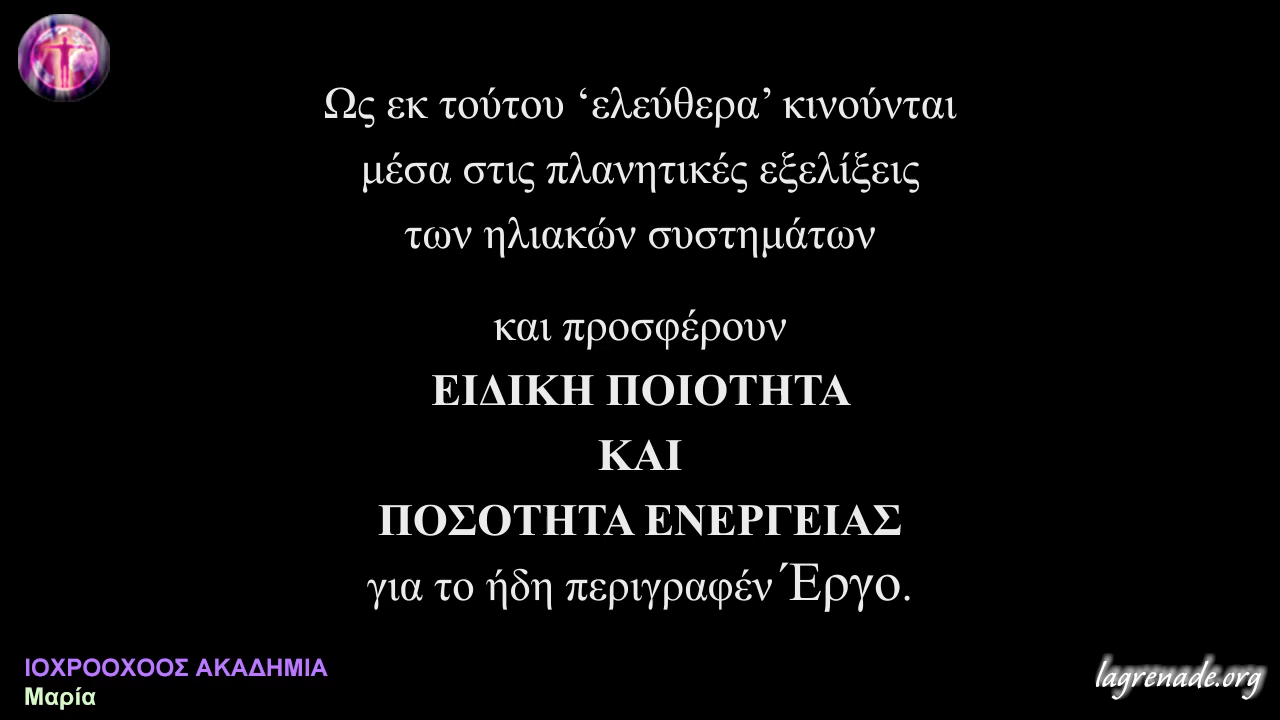 Ως εκ τούτου ‘ελεύθερα’ κινούνται
μέσα στις πλανητικές εξελίξεις
των ηλιακών συστημάτων
και προσφέρουν
ΕΙΔΙΚΗ ΠΟΙΟΤΗΤΑ
ΚΑΙ
ΠΟΣΟΤΗΤΑ ΕΝΕΡΓΕΙΑΣ
για το ήδη περιγραφέν Έργο.
ΙΟΧΡΟΟΧΟΟΣ ΑΚΑΔΗΜΙΑ
Μαρία
lagrenade.org